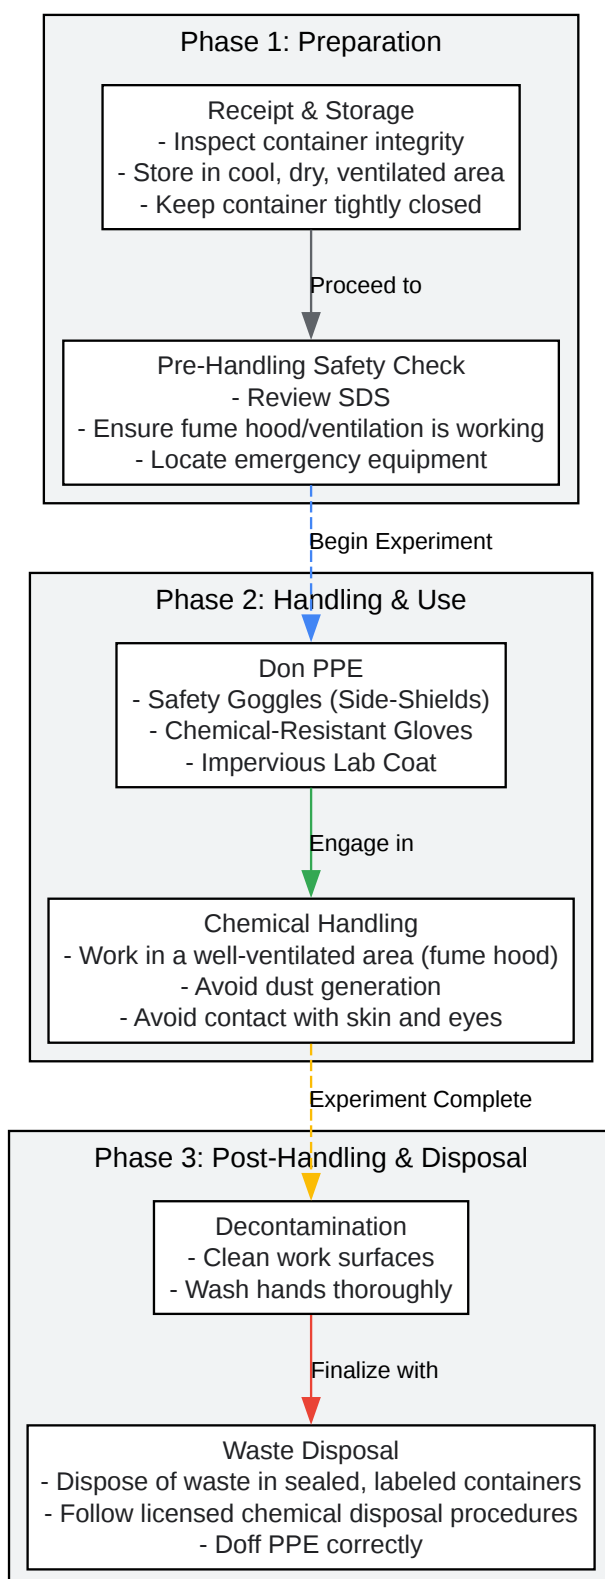 Phase 1: Preparation
Receipt & Storage
- Inspect container integrity
- Store in cool, dry, ventilated area
- Keep container tightly closed
Proceed to
Pre-Handling Safety Check
- Review SDS
- Ensure fume hood/ventilation is working
- Locate emergency equipment
Begin Experiment
Phase 2: Handling & Use
Don PPE
- Safety Goggles (Side-Shields)
- Chemical-Resistant Gloves
- Impervious Lab Coat
Engage in
Chemical Handling
- Work in a well-ventilated area (fume hood)
- Avoid dust generation
- Avoid contact with skin and eyes
Experiment Complete
Phase 3: Post-Handling & Disposal
Decontamination
- Clean work surfaces
- Wash hands thoroughly
Finalize with
Waste Disposal
- Dispose of waste in sealed, labeled containers
- Follow licensed chemical disposal procedures
- Doff PPE correctly